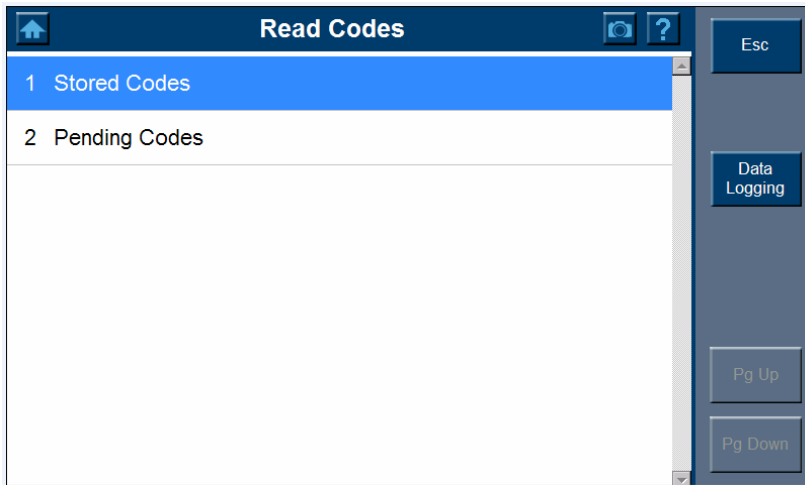 Read Codes
?
Esc
1 Stored Codes
2 Pending Codes
Data
Logging
Pg Up
Pg Down